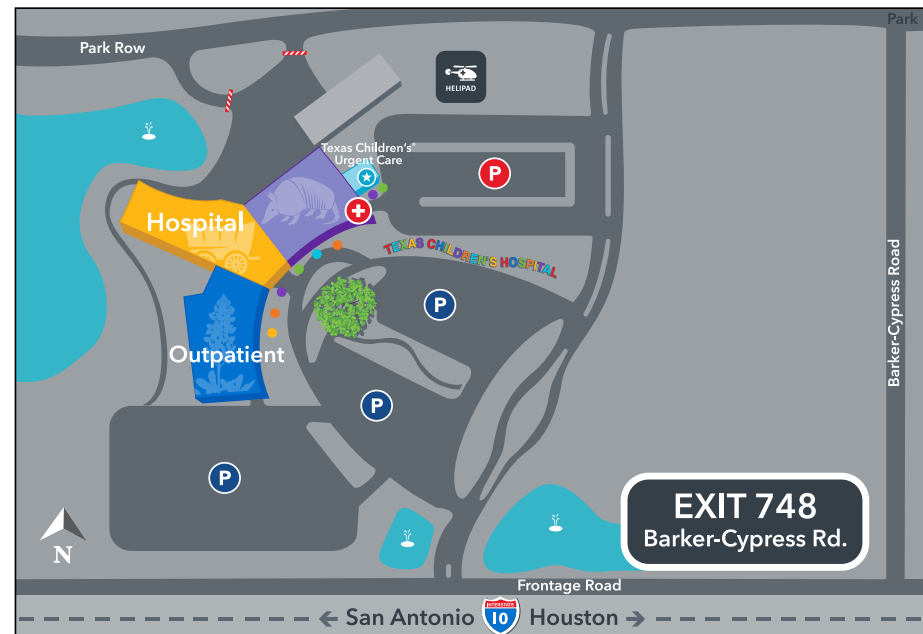 Park
Park Row
HELIPAD
Texas Children's®
Urgent Care
P
Hospital
TEXAS CHILDREN'S HOSPITAL
P
Barker-Cypress Road
Outpatient
P
P
EXIT 748
Barker-Cypress Rd.
N
Frontage Road
San Antonio
INTERSTATE
10
Houston